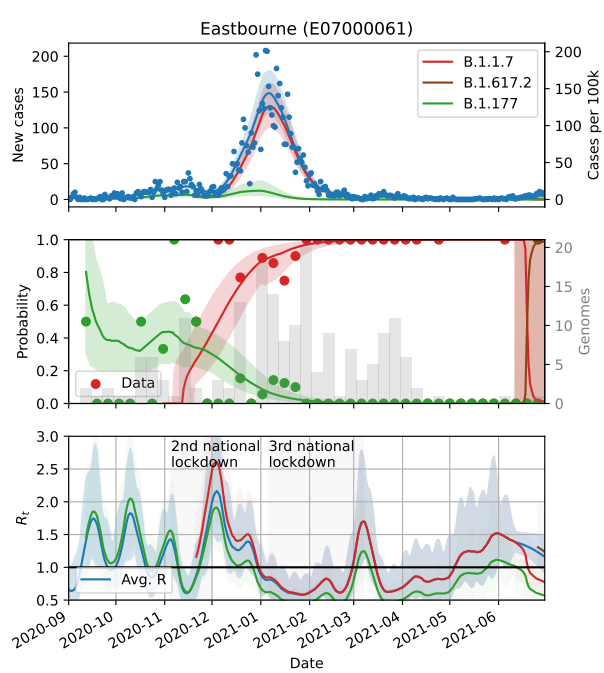 Eastbourne (E07000061)
New cases
200
150
100
50
0
B.1.1.7
B.1.617.2
B.1.177
200
150
100
50
0
Cases per 100k
Probability
1.0
0.8
0.6
0.4
0.2
0.0
Data
20
15
10
5
0
Genomes
Rt
3.0
2.5
2.0
1.5
1.0
0.5
2nd national
lockdown
3rd national
lockdown
Avg. R
2020-09
2020-10
2020-11
2020-12
2021-01
2021-02
2021-03
2021-04
2021-05
2021-06
Date